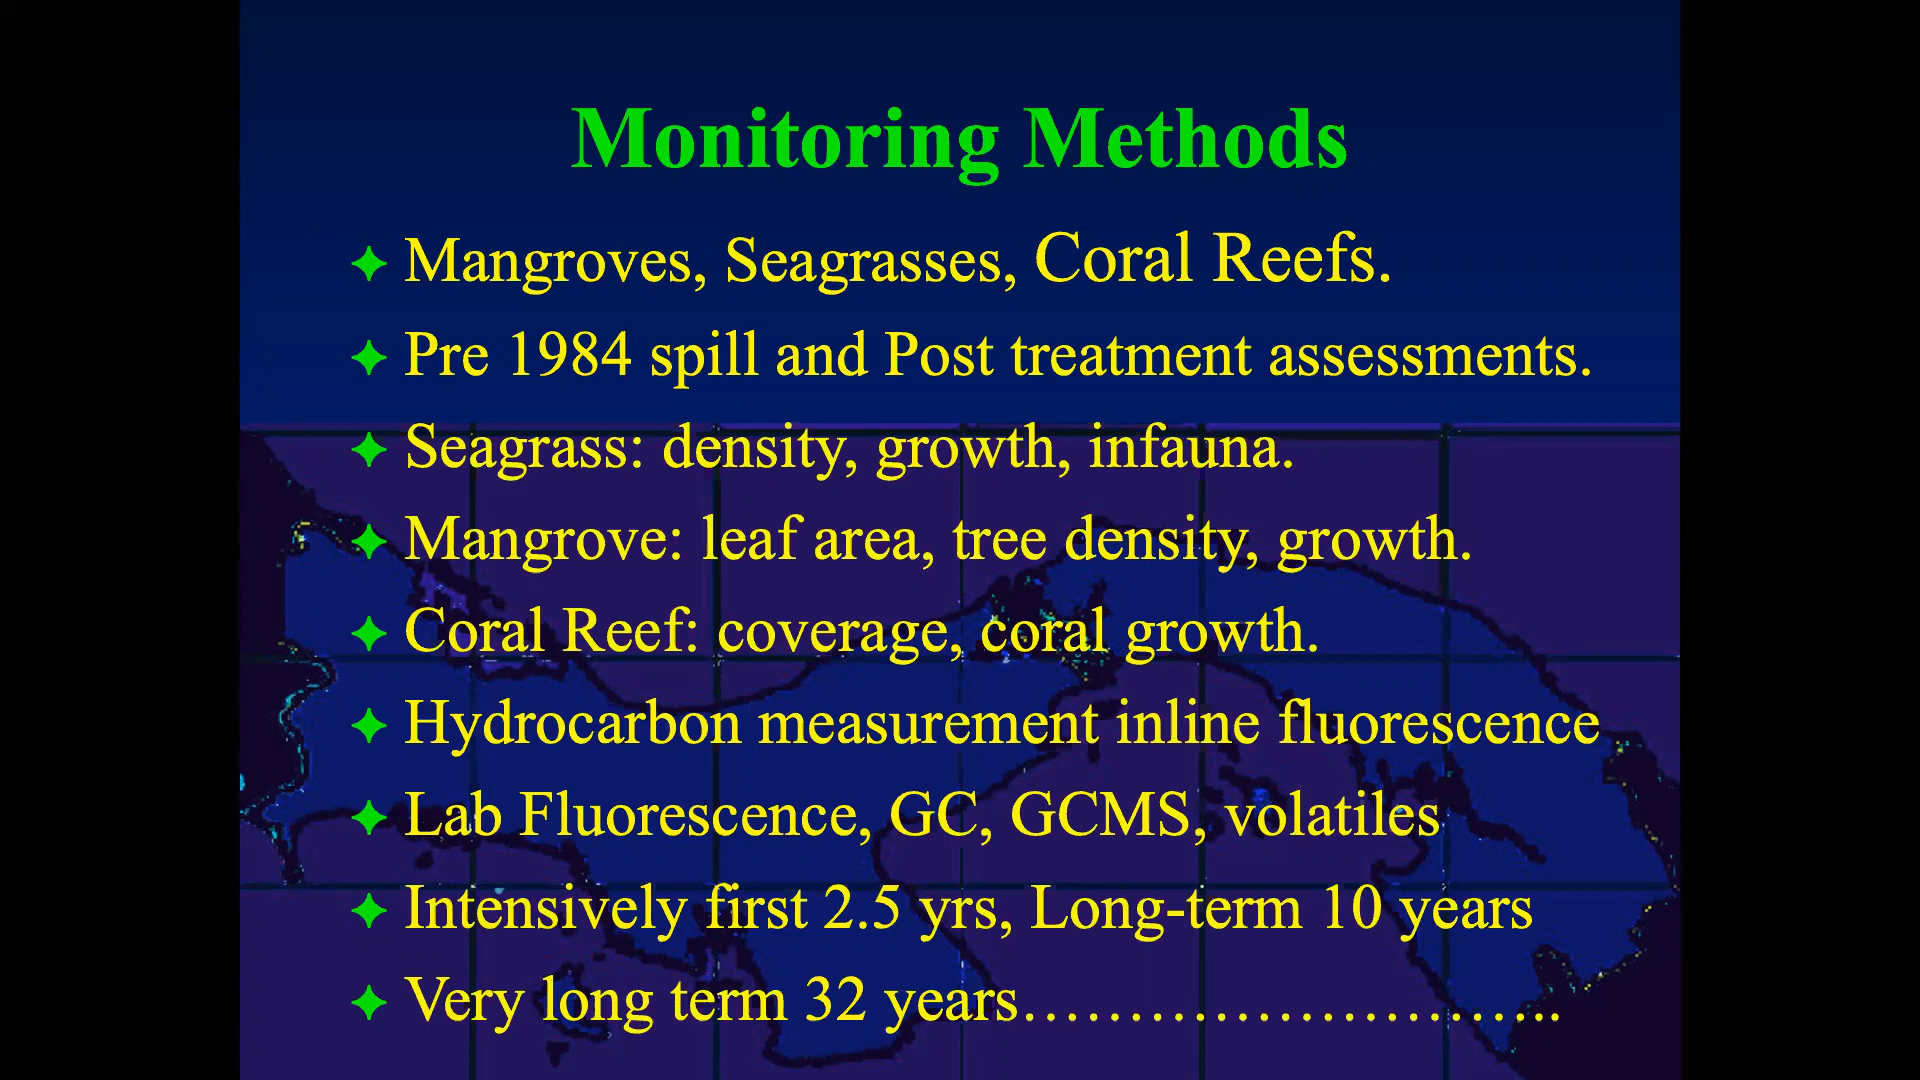 Monitoring Methods
Mangroves, Seagrasses, Coral Reefs.
Pre 1984 spill and Post treatment assessments.
Seagrass: density, growth, infauna.
Mangrove: leaf area, tree density, growth.
Coral Reef: coverage, coral growth.
Hydrocarbon measurement inline fluorescence
Lab Fluorescence, GC, GCMS, volatiles
Intensively first 2.5 yrs, Long-term 10 years
Very long term 32 years……………………..